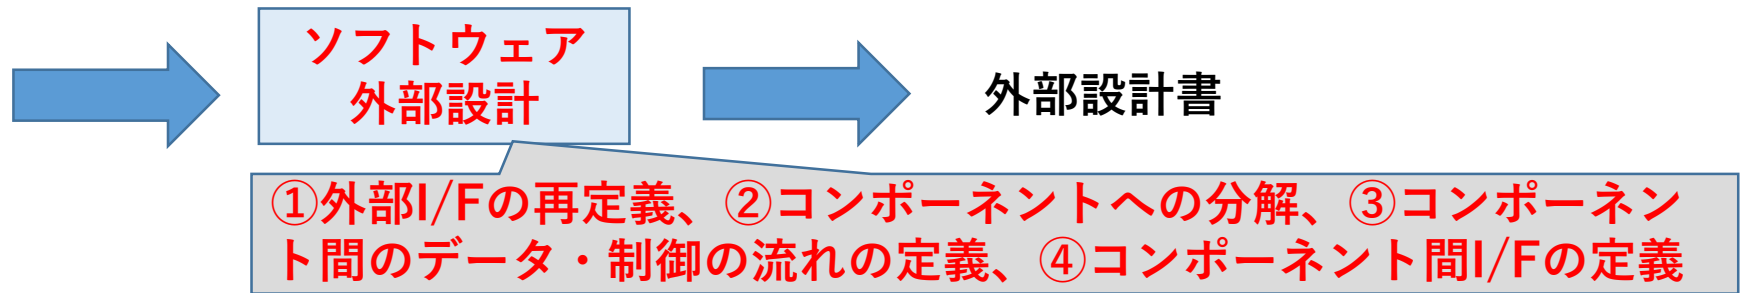 ソフトウェア
外部設計
外部設計書
①外部I/Fの再定義、②コンポーネントへの分解、③コンポーネン
ト間のデータ・制御の流れの定義、④コンポーネント間I/Fの定義